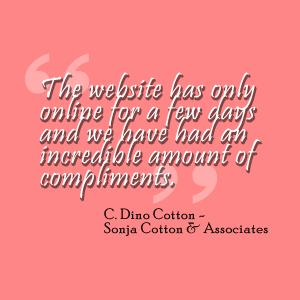 The website has only
online for a few days
and we have had an
incredible amount of
compliments.
C. Dino Cotton ~
Sonja Cotton & Associates